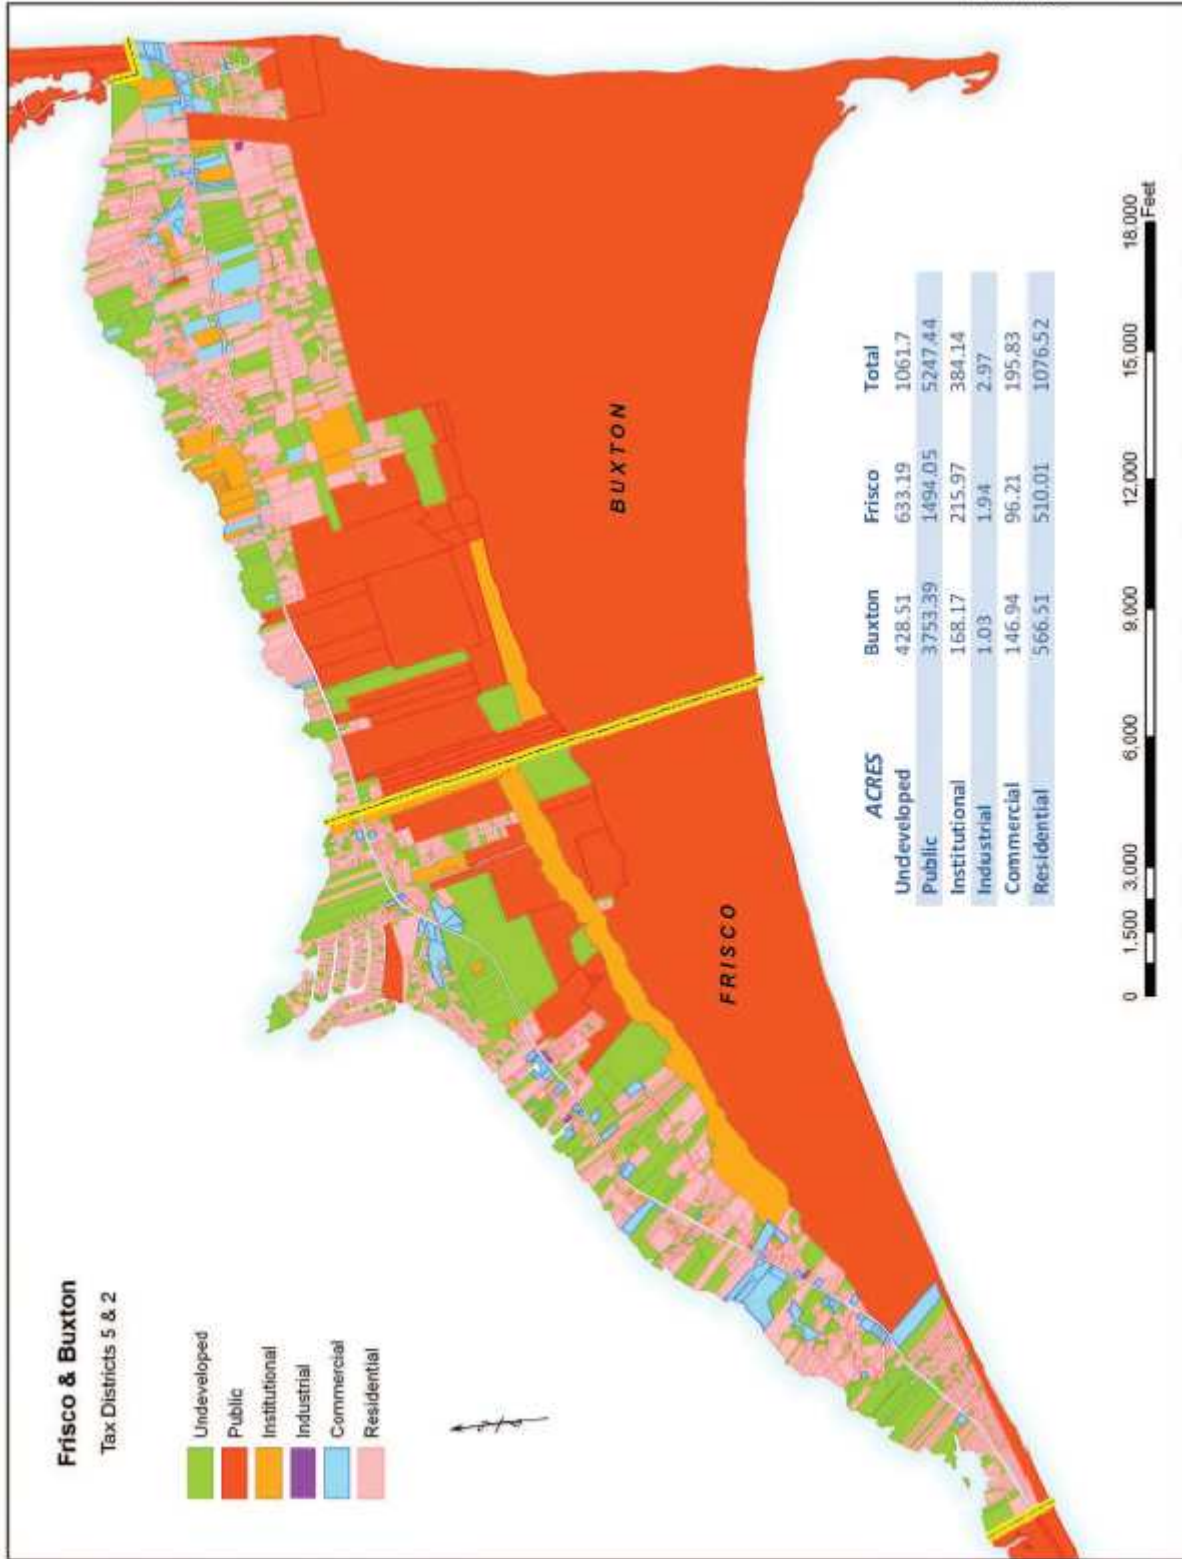 Frisco & Buxton
Tax Districts 5 & 2
Undeveloped
Public
Institutional
Industrial
Commercial
Residential
BUXTON
FRISCO
ACRES Buxton Frisco Total
Undeveloped 428.51 633.19 1061.7
Public 3753.39 1494.05 5247.44
Institutional 168.17 215.97 384.14
Industrial 1.03 1.94 2.97
Commercial 146.94 96.21 195.83
Residential 566.51 510.01 1076.52
0 1,500 3,000 6,000 9,000 12,000 15,000 18,000
Feet